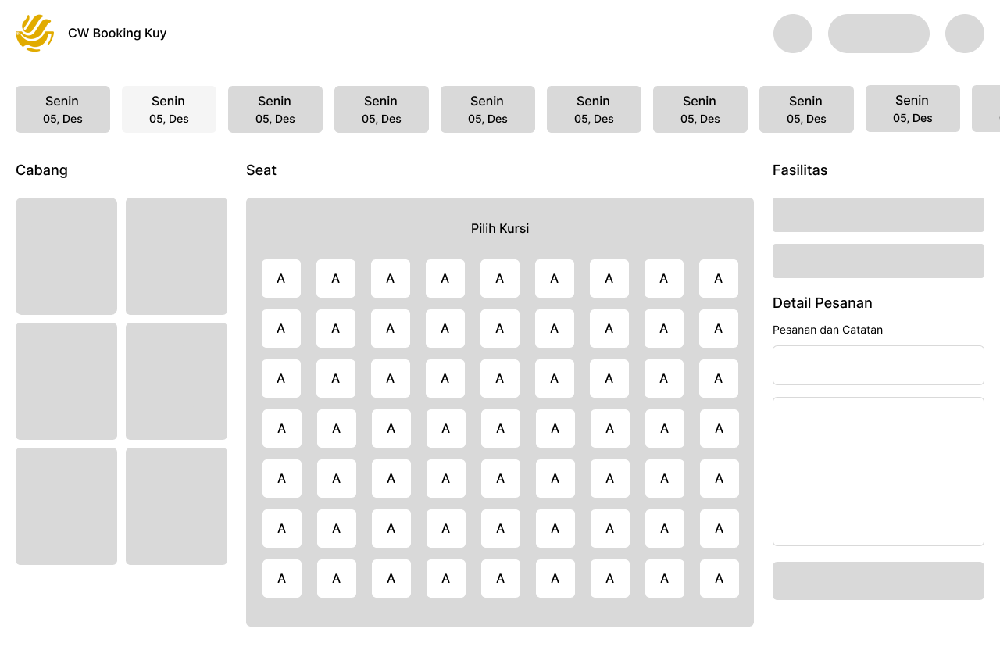 CW Booking Kuy
Senin Senin Senin Senin Senin Senin Senin Senin Senin
05, Des 05, Des 05, Des 05, Des 05, Des 05, Des 05, Des 05, Des 05, Des
Cabang
Seat
Pilih Kursi
A A A A A A A A A
A A A A A A A A A
A A A A A A A A A
A A A A A A A A A
A A A A A A A A A
A A A A A A A A A
A A A A A A A A A
Fasilitas
Detail Pesanan
Pesanan dan Catatan